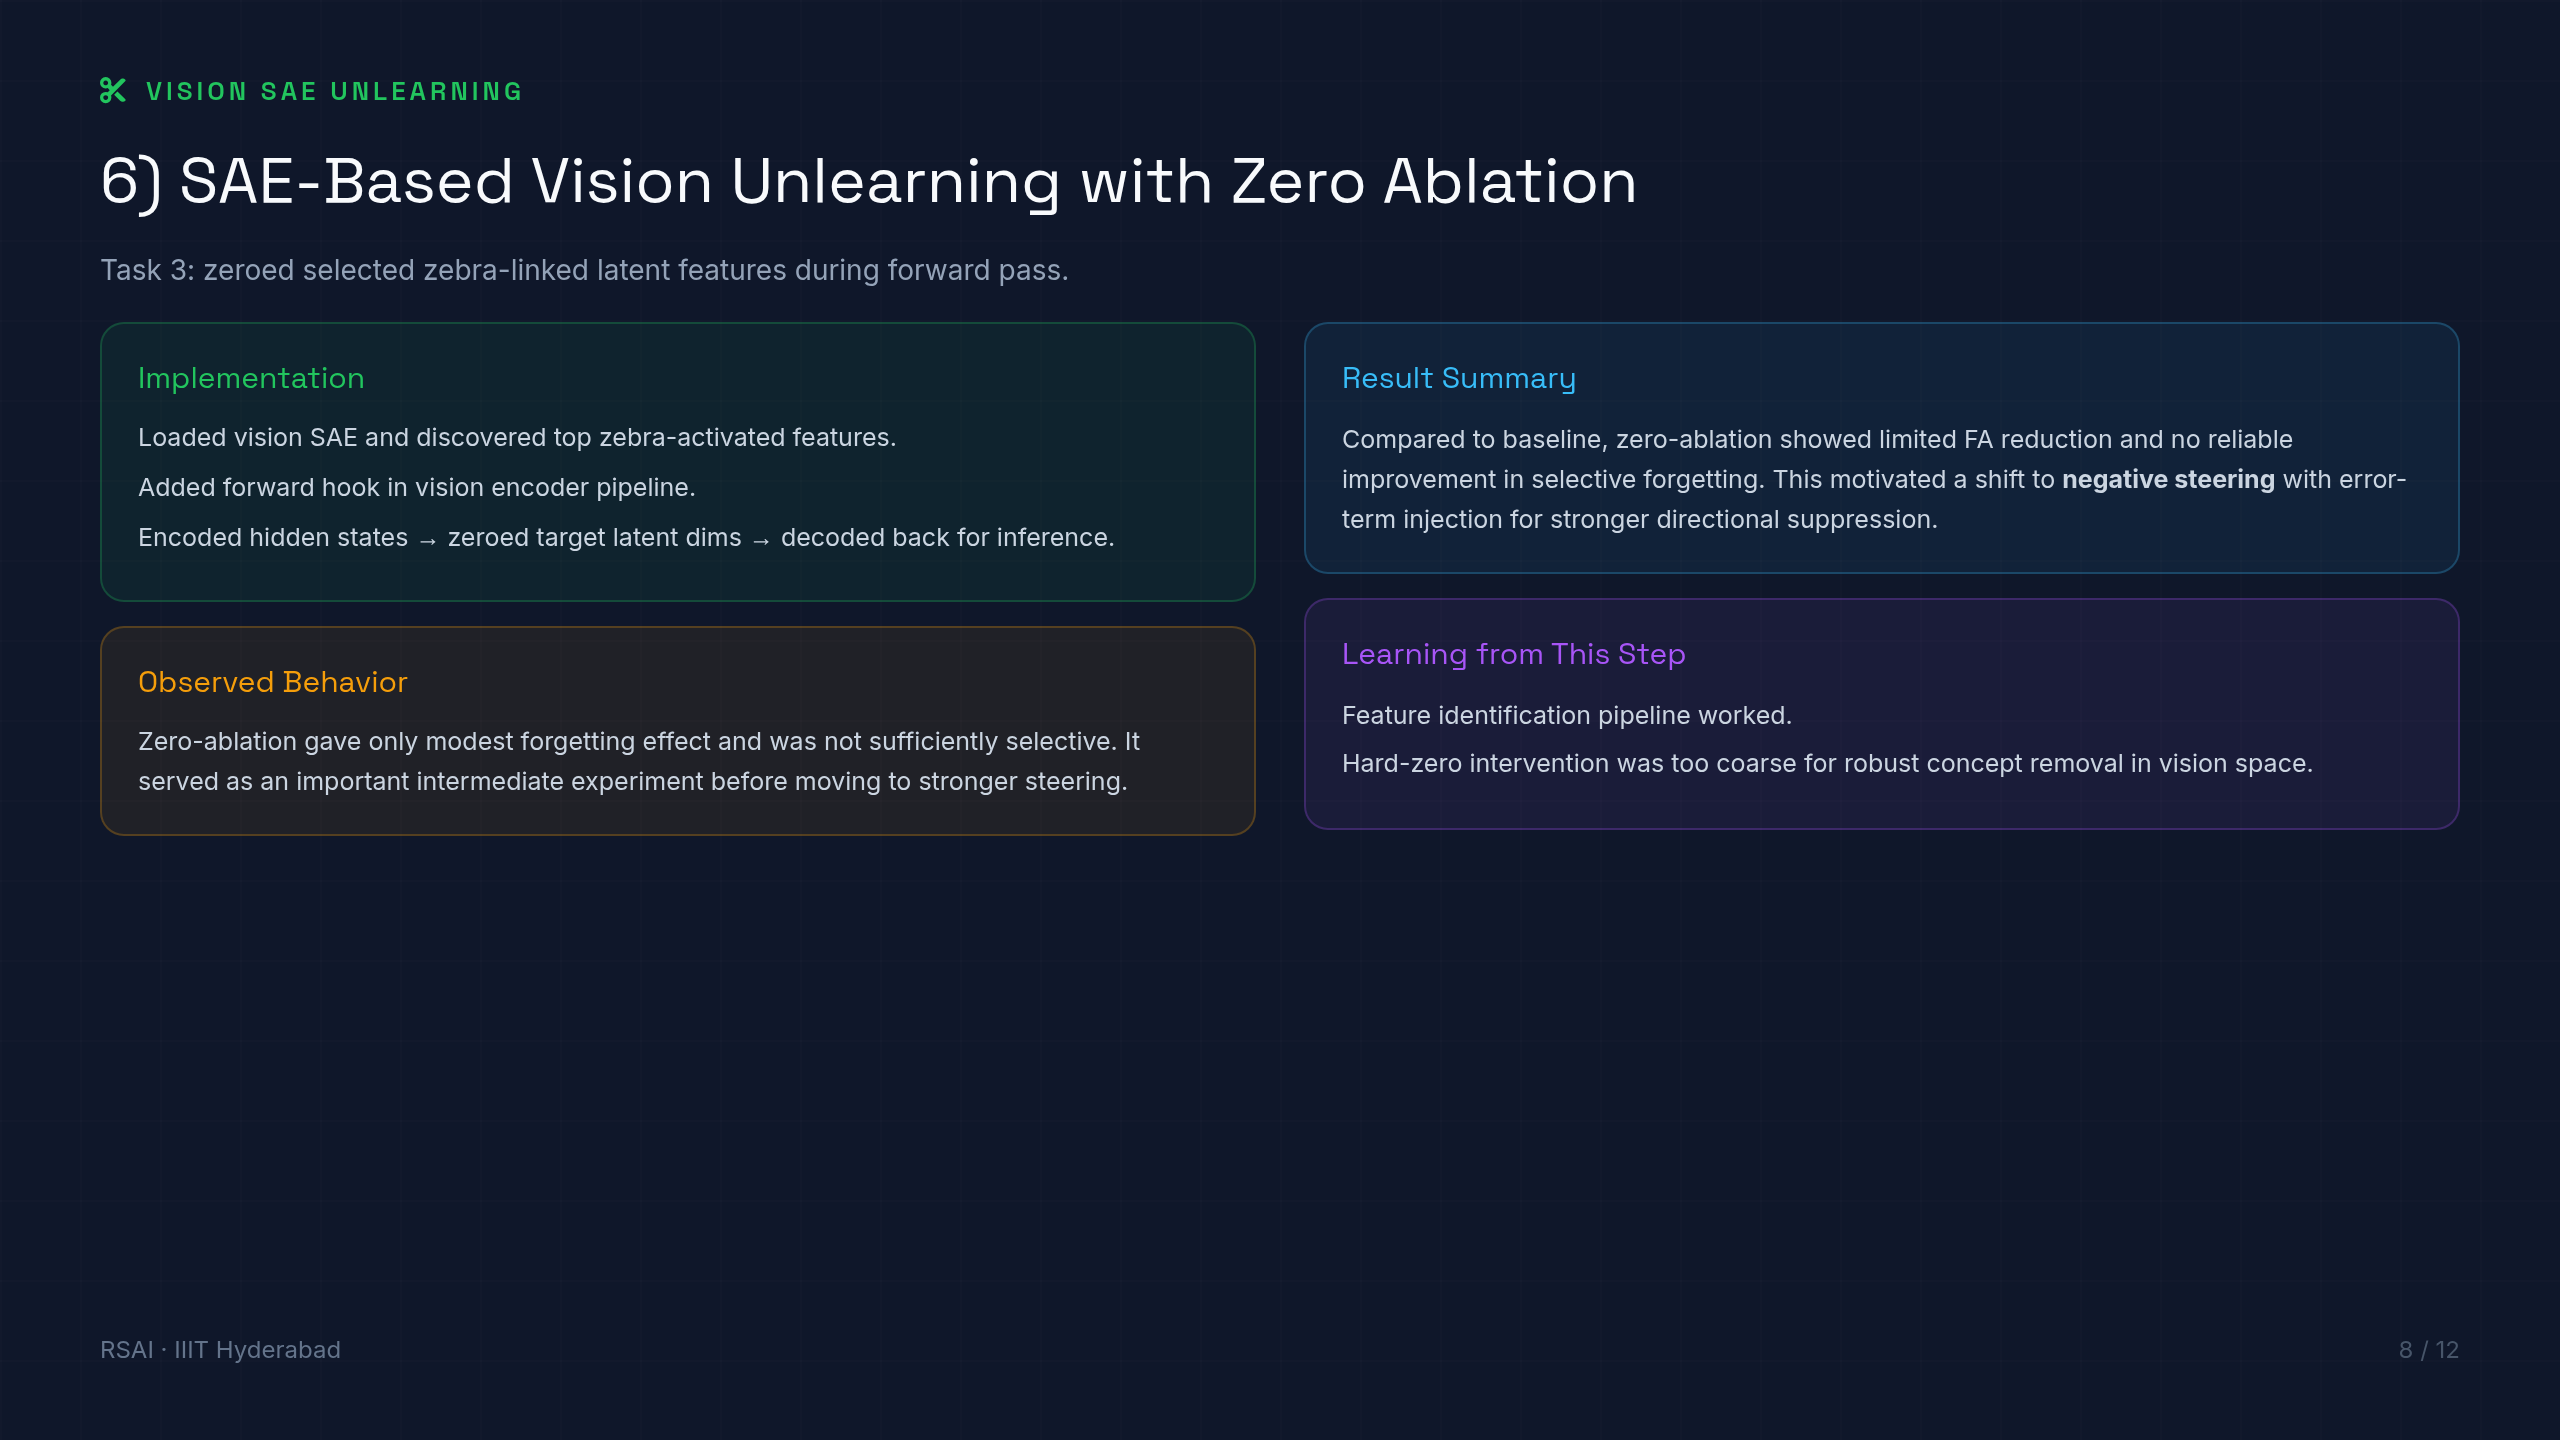 VISION SAE UNLEARNING
6) SAE-Based Vision Unlearning with Zero Ablation
Task 3: zeroed selected zebra-linked latent features during forward pass.
Implementation
Loaded vision SAE and discovered top zebra-activated features.
Added forward hook in vision encoder pipeline.
Encoded hidden states → zeroed target latent dims → decoded back for inference.
Observed Behavior
Zero-ablation gave only modest forgetting effect and was not sufficiently selective. It
served as an important intermediate experiment before moving to stronger steering.
Result Summary
Compared to baseline, zero-ablation showed limited FA reduction and no reliable
improvement in selective forgetting. This motivated a shift to negative steering with error-
term injection for stronger directional suppression.
Learning from This Step
Feature identification pipeline worked.
Hard-zero intervention was too coarse for robust concept removal in vision space.
RSAI · IIIT Hyderabad
8 / 12